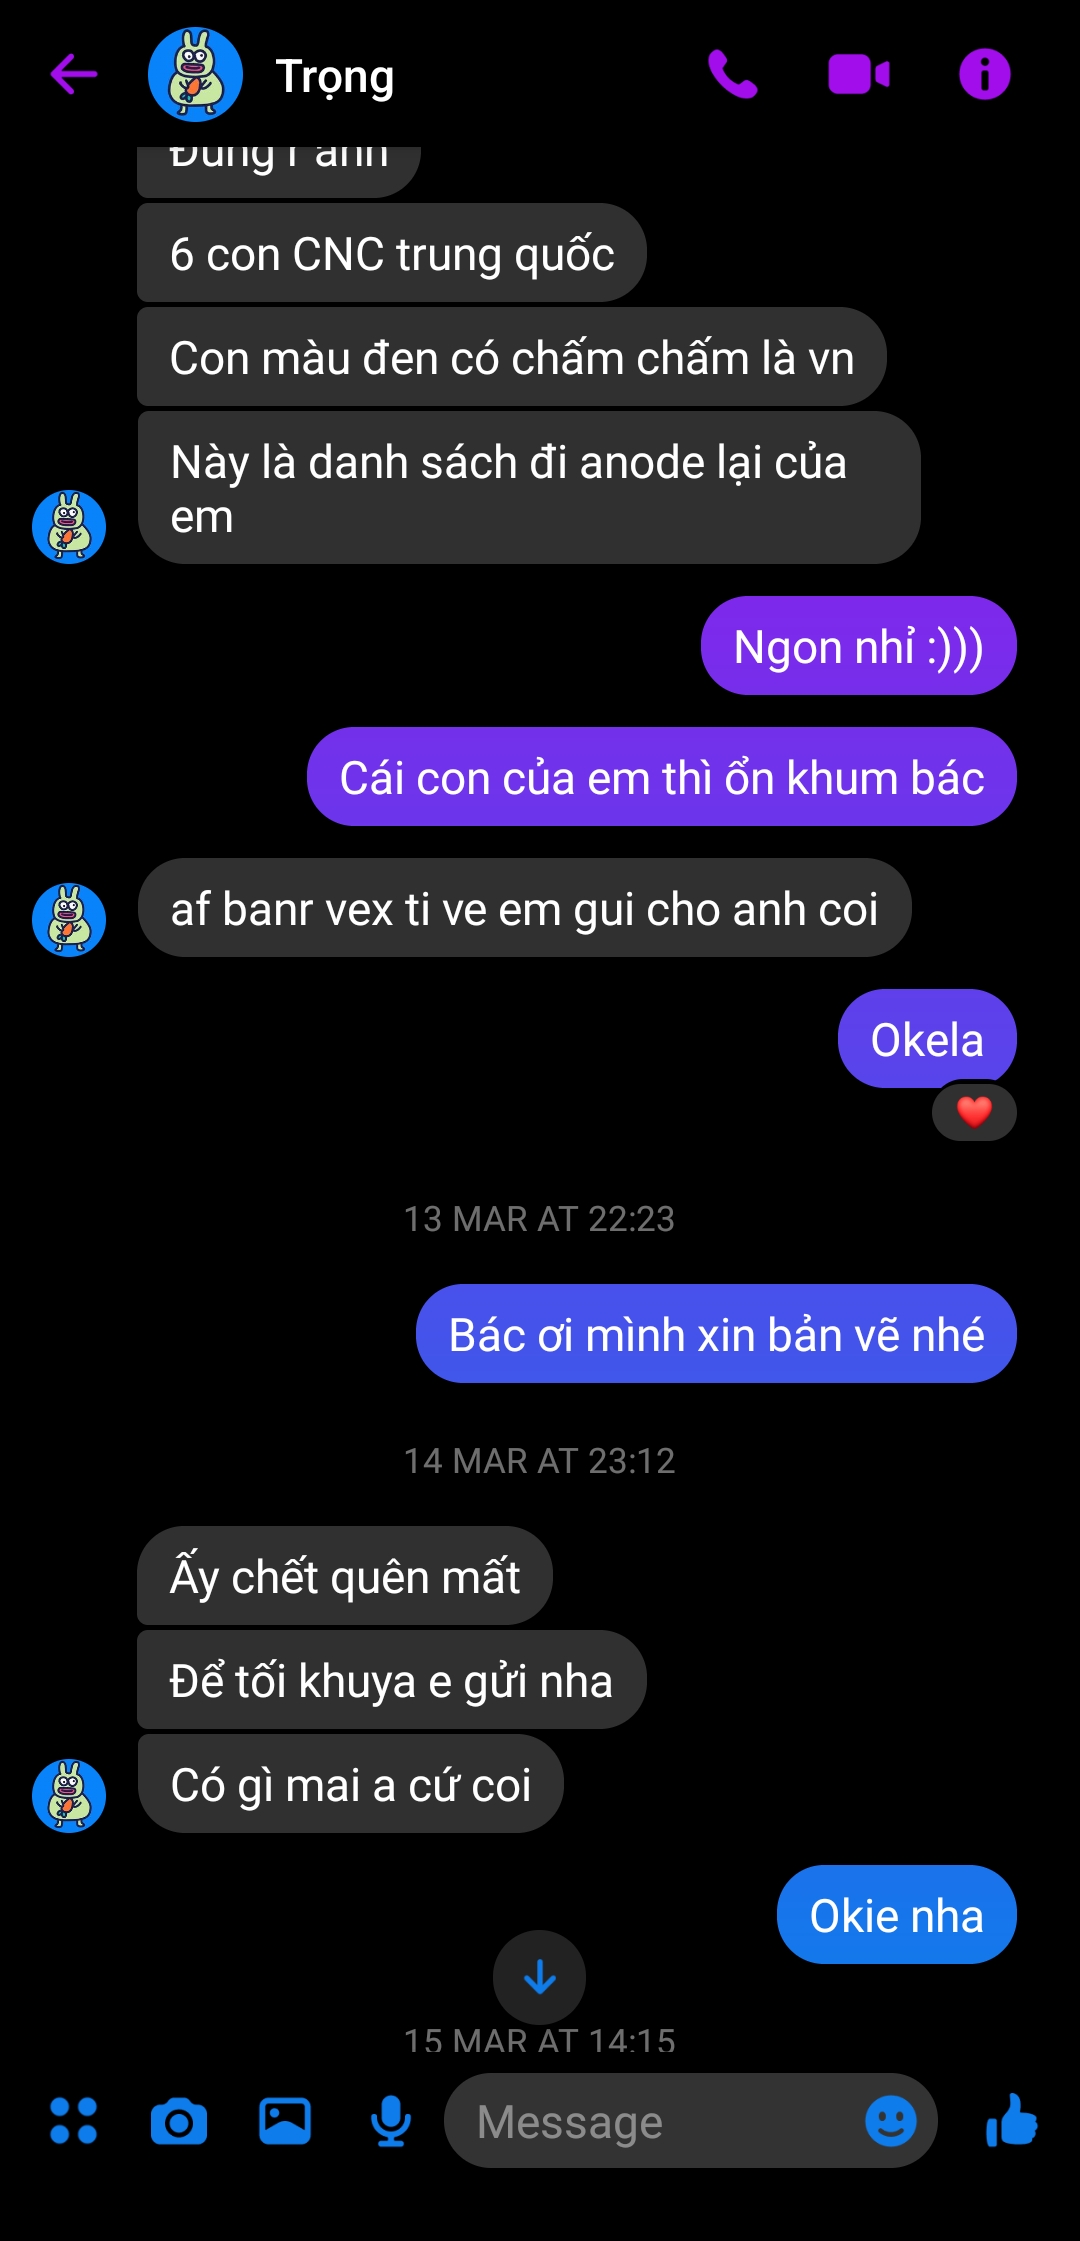 Trọng
Đúng r anh
6 con CNC trung quốc
Con màu đen có chấm chấm là vn
Này là danh sách đi anode lại của
em
Ngon nhỉ :)))
Cái con của em thì ổn khum bác
af banr vex ti ve em gui cho anh coi
Okela
13 MAR AT 22:23
Bác ơi mình xin bản vẽ nhé
14 MAR AT 23:12
Ấy chết quên mất
Để tối khuya e gửi nha
Có gì mai a cứ coi
Okie nha
15 MAR AT 14:15
Message